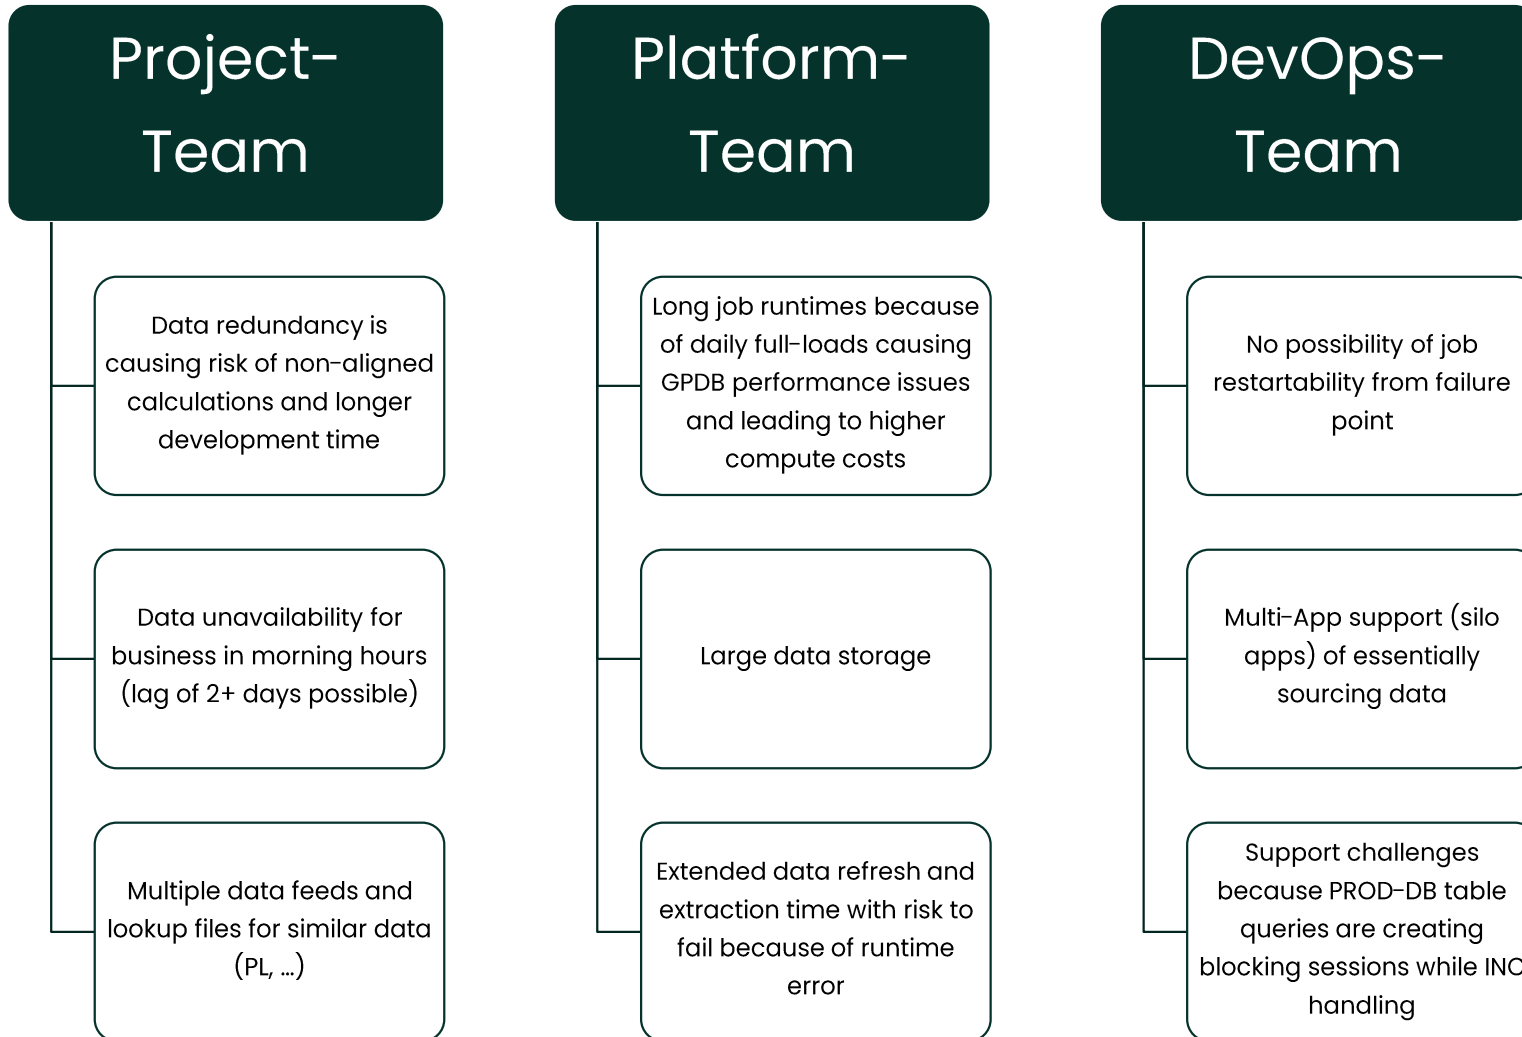 Project-
Team
Data redundancy is
causing risk of non-aligned
calculations and longer
development time
Data unavailability for
business in morning hours
(lag of 2+ days possible)
Multiple data feeds and
lookup files for similar data
(PL, ...)
Platform-
Team
Long job runtimes because
of daily full-loads causing
GPDB performance issues
and leading to higher
compute costs
Large data storage
Extended data refresh and
extraction time with risk to
fail because of runtime
error
DevOps-
Team
No possibility of job
restartability from failure
point
Multi-App support (silo
apps) of essentially
sourcing data
Support challenges
because PROD-DB table
queries are creating
blocking sessions while INC
handling